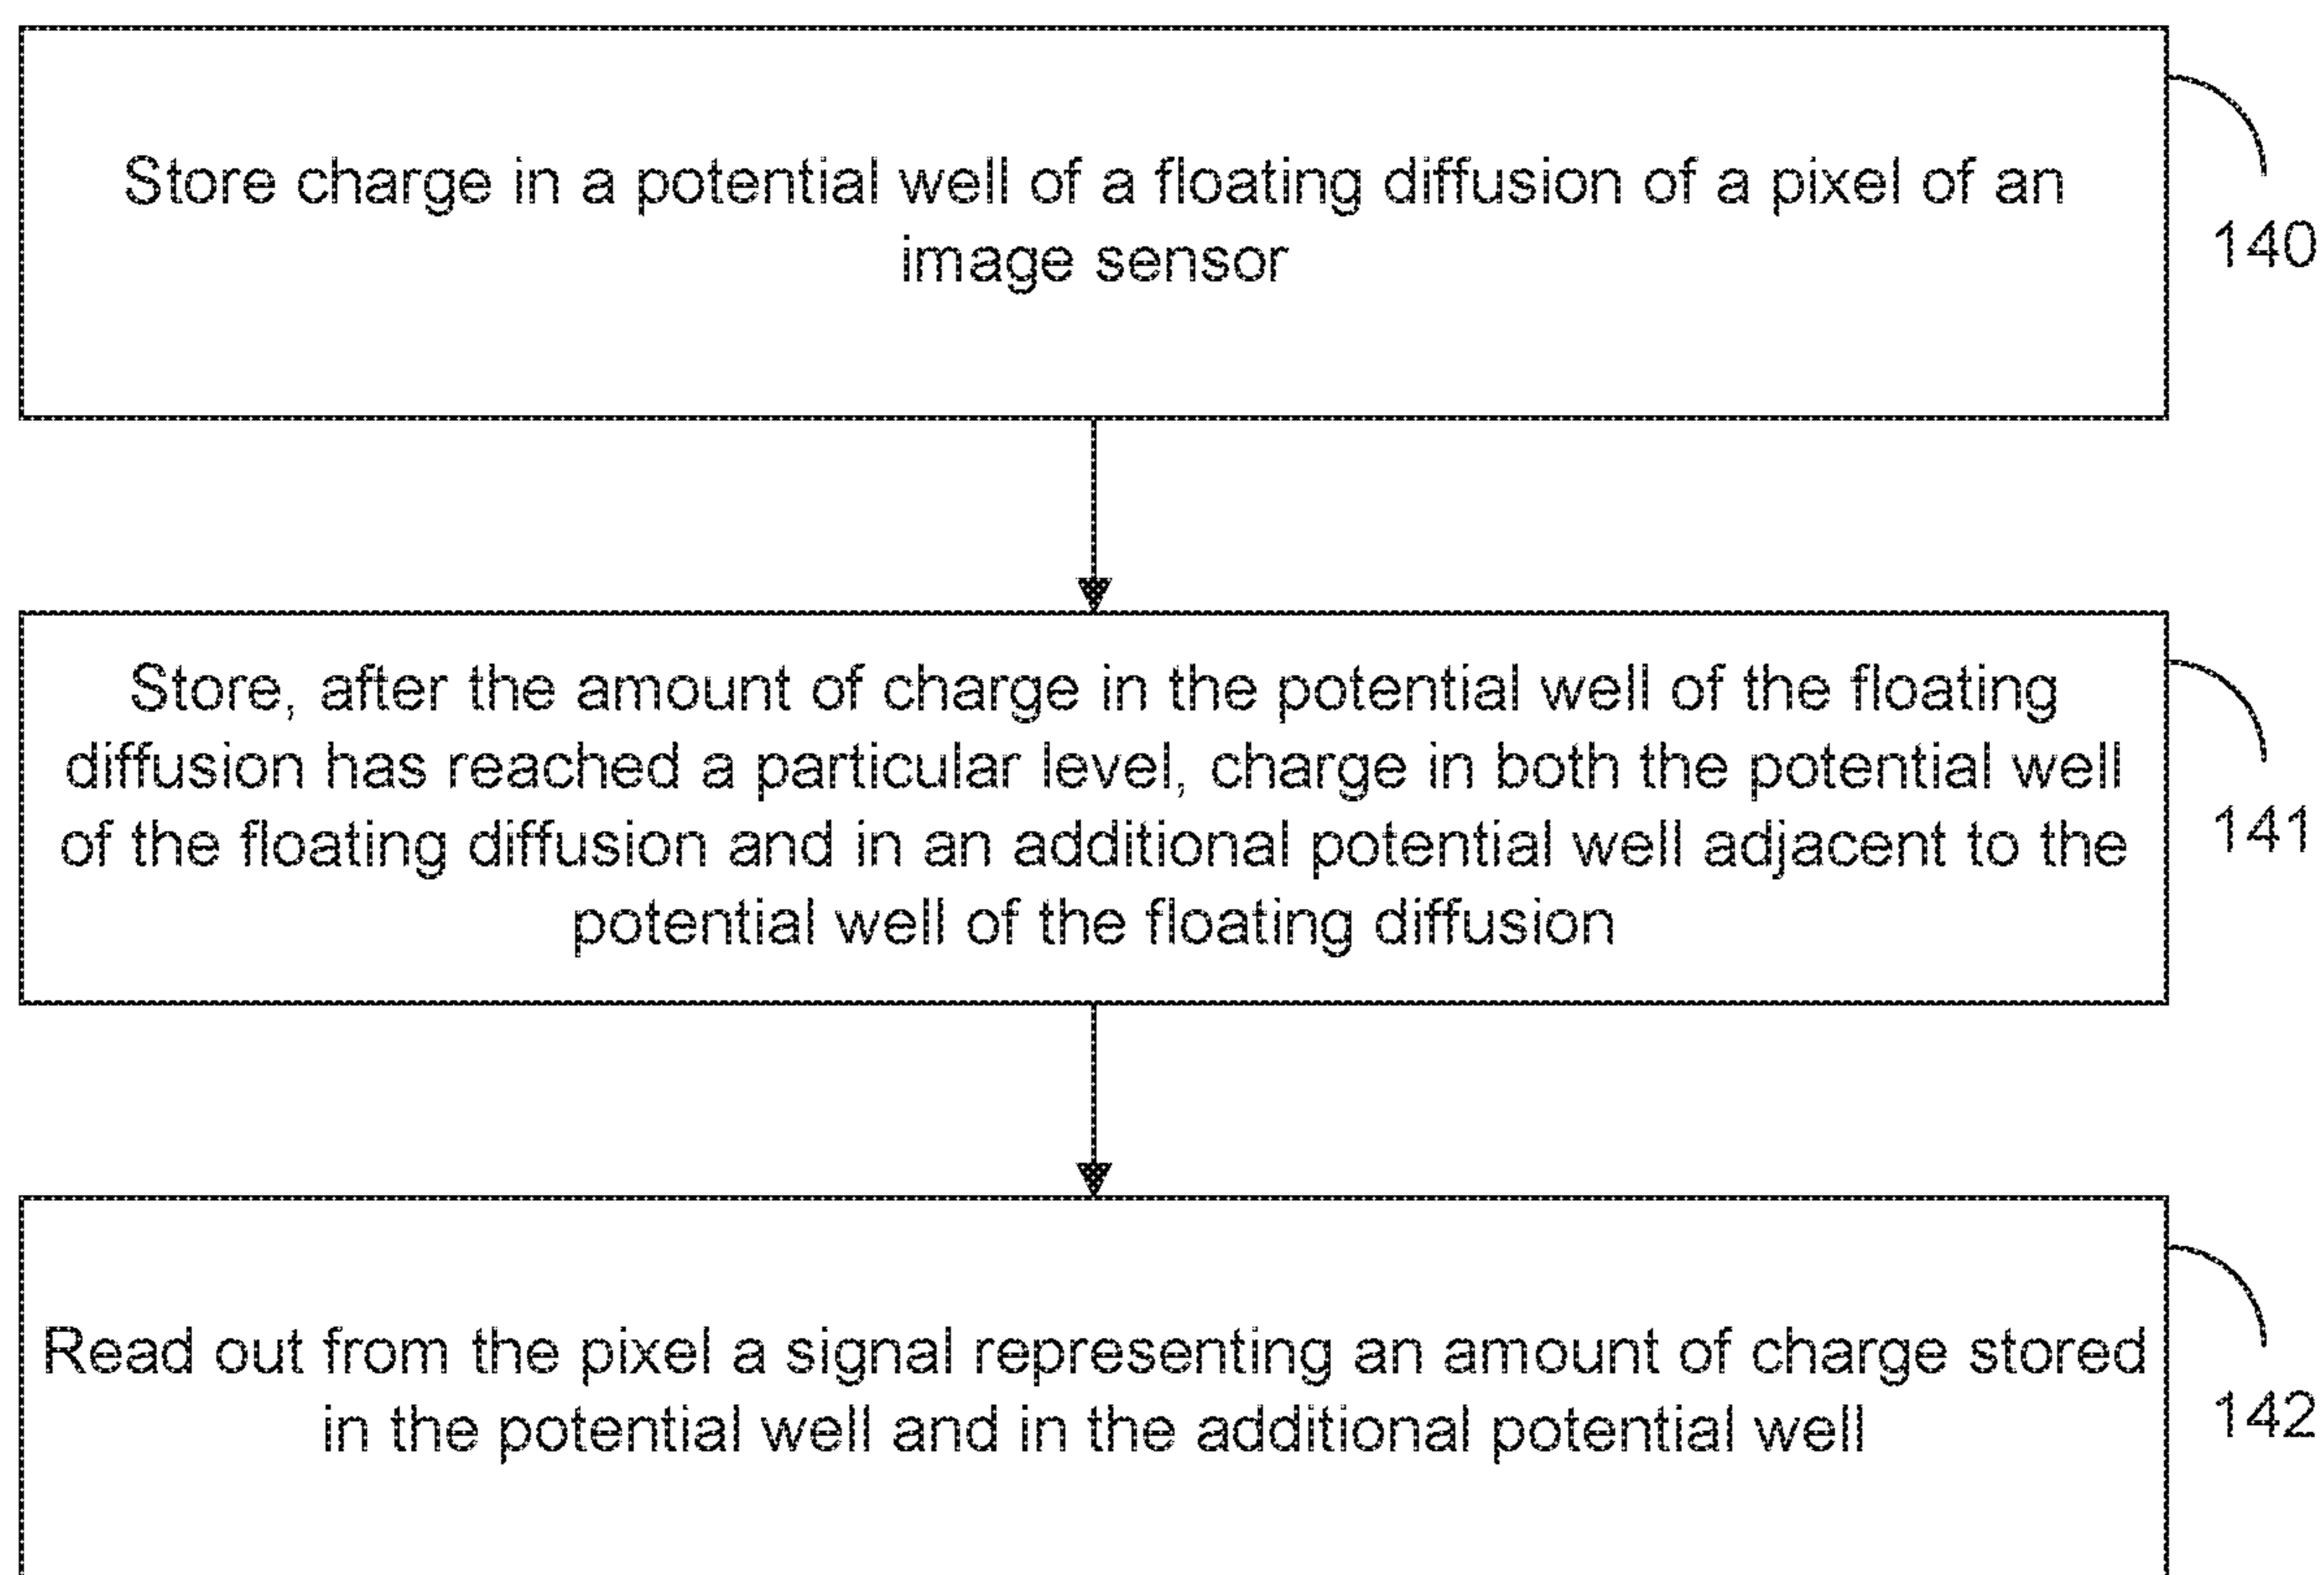 Store charge in a potential well of a floating diffusion of a pixel of an
image sensor
140
Store, after the amount of charge in the potential well of the floating
diffusion has reached a particular level, charge in both the potential well
of the floating diffusion and in an additional potential well adjacent to the
potential well of the floating diffusion
141
Read out from the pixel a signal representing an amount of charge stored
in the potential well and in the additional potential well
142